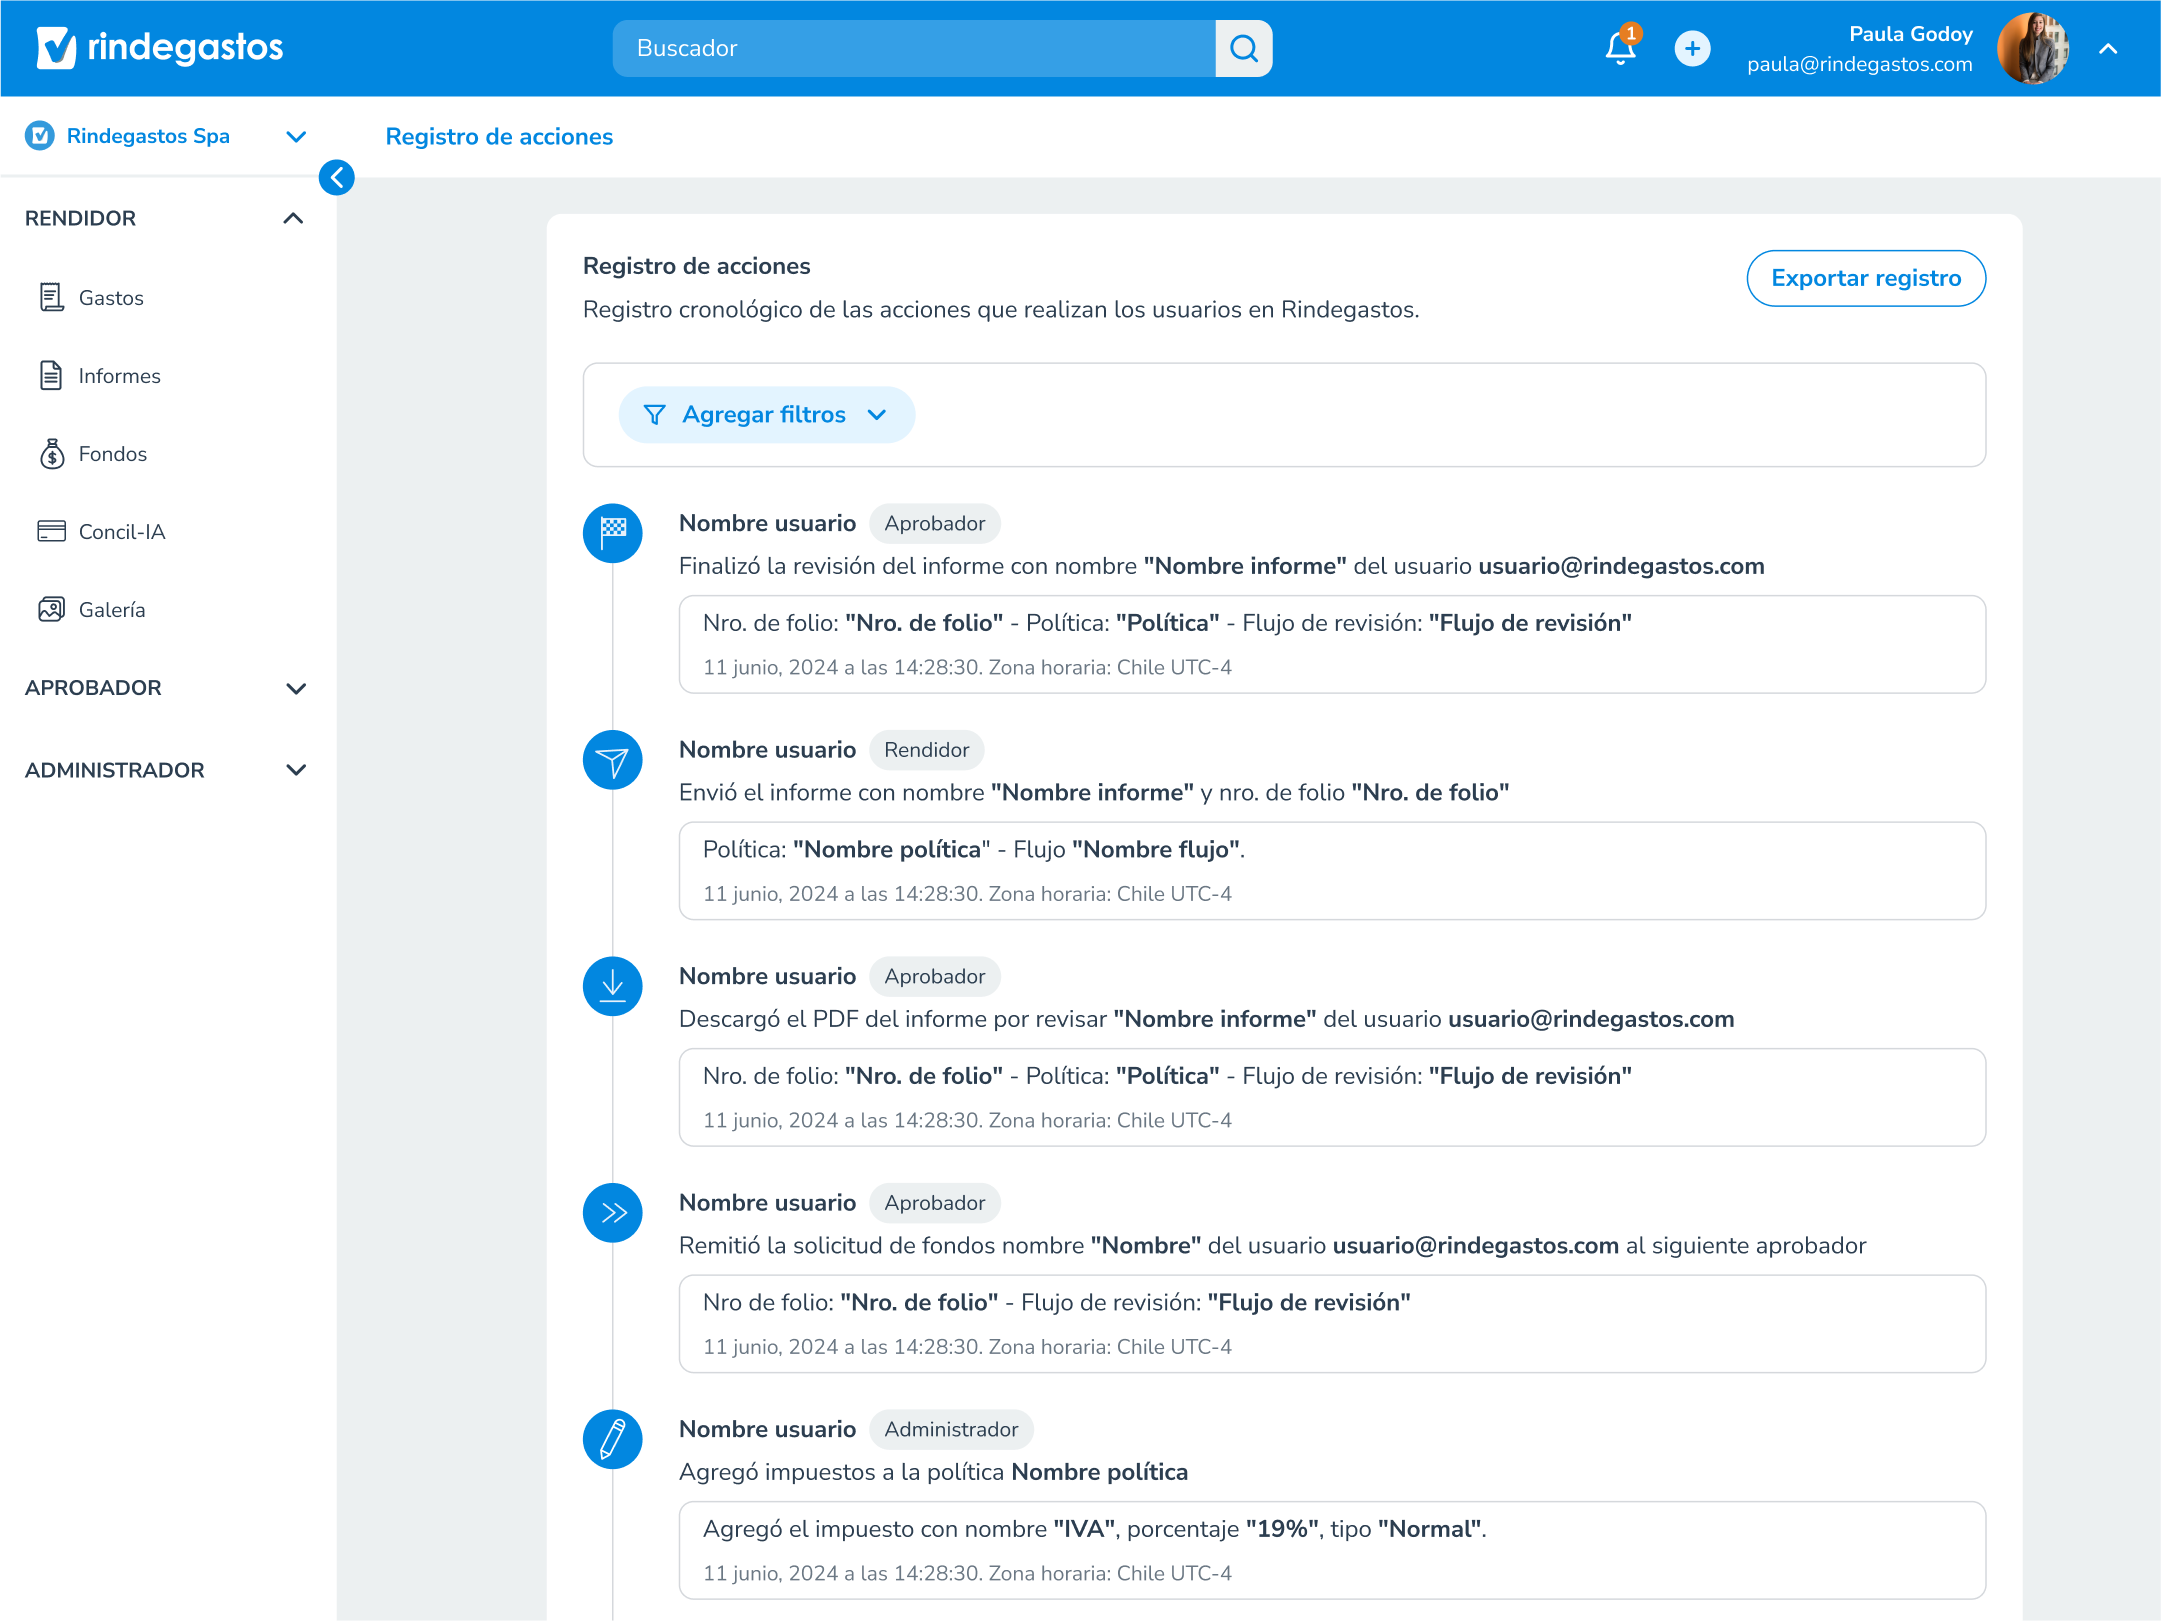 rindegastos
Buscador
1
Paula Godoy
paula@rindegastos.com
Rindegastos Spa
Registro de acciones
RENDIDOR
Gastos
Informes
Fondos
Concil-IA
Galería
APROBADOR
ADMINISTRADOR
Registro de acciones
Exportar registro
Registro cronológico de las acciones que realizan los usuarios en Rindegastos.
Agregar filtros
Nombre usuario Aprobador
Finalizó la revisión del informe con nombre "Nombre informe" del usuario usuario@rindegastos.com
Nro. de folio: "Nro. de folio" - Política: "Política" - Flujo de revisión: "Flujo de revisión"
11 junio, 2024 a las 14:28:30. Zona horaria: Chile UTC-4
Nombre usuario Rendidor
Envió el informe con nombre "Nombre informe" y nro. de folio "Nro. de folio"
Política: "Nombre política" - Flujo "Nombre flujo".
11 junio, 2024 a las 14:28:30. Zona horaria: Chile UTC-4
Nombre usuario Aprobador
Descargó el PDF del informe por revisar "Nombre informe" del usuario usuario@rindegastos.com
Nro. de folio: "Nro. de folio" - Política: "Política" - Flujo de revisión: "Flujo de revisión"
11 junio, 2024 a las 14:28:30. Zona horaria: Chile UTC-4
Nombre usuario Aprobador
Remitió la solicitud de fondos nombre "Nombre" del usuario usuario@rindegastos.com al siguiente aprobador
Nro de folio: "Nro. de folio" - Flujo de revisión: "Flujo de revisión"
11 junio, 2024 a las 14:28:30. Zona horaria: Chile UTC-4
Nombre usuario Administrador
Agregó impuestos a la política Nombre política
Agregó el impuesto con nombre "IVA", porcentaje "19%", tipo "Normal".
11 junio, 2024 a las 14:28:30. Zona horaria: Chile UTC-4